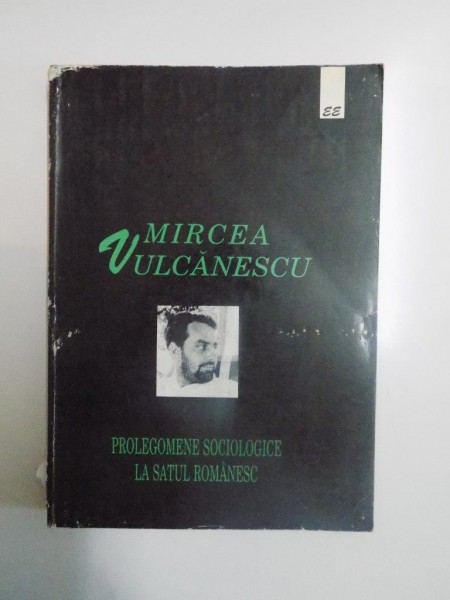 EE
MIRCEA
VULCĂNESCU
PROLEGOMENE SOCIOLOGICE
LA SATUL ROMÂNESC